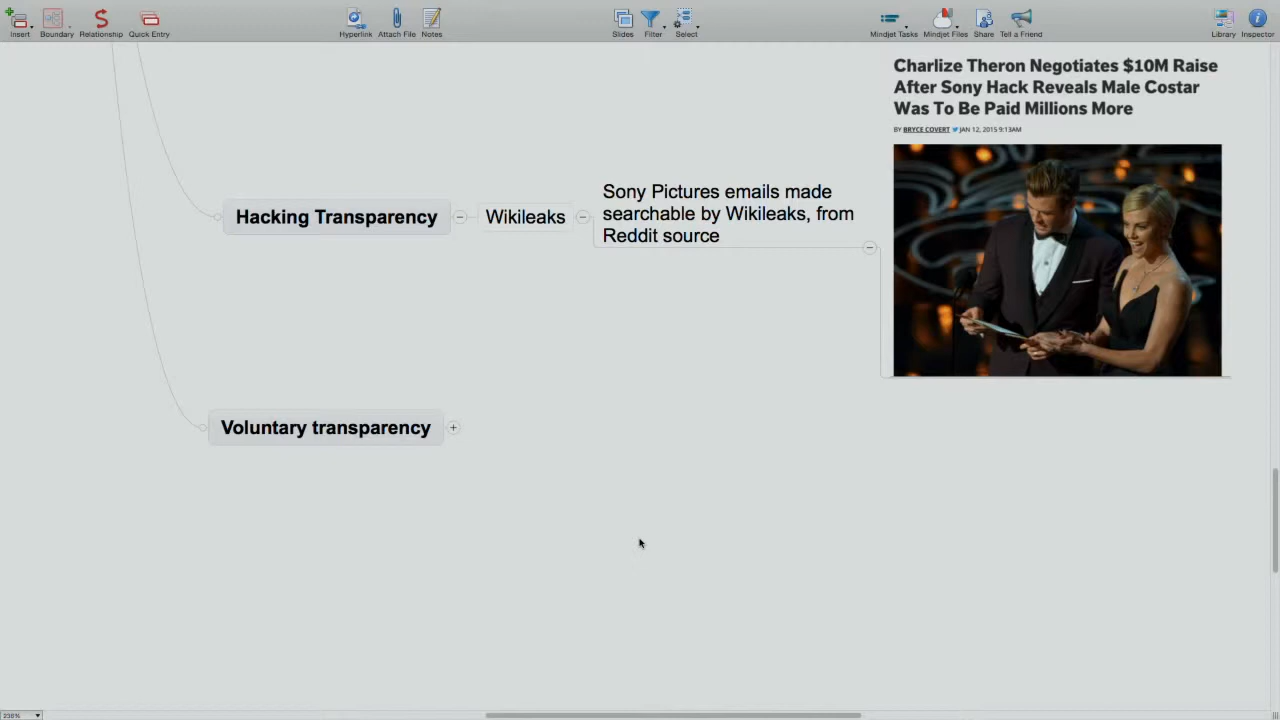 Insert
Boundary
Relationship
Quick Entry
Hyperlink
Attach File
Notes
Slides
Filter
Select
Mindjet Tasks
Mindjet Files
Share
Tell a Friend
Library
Inspector
Charlize Theron Negotiates $10M Raise
After Sony Hack Reveals Male Costar
Was To Be Paid Millions More
BY BRYCE COVERT JAN 12, 2015 9:13AM
Hacking Transparency
Wikileaks
Sony Pictures emails made
searchable by Wikileaks, from
Reddit source
Voluntary transparency
238%